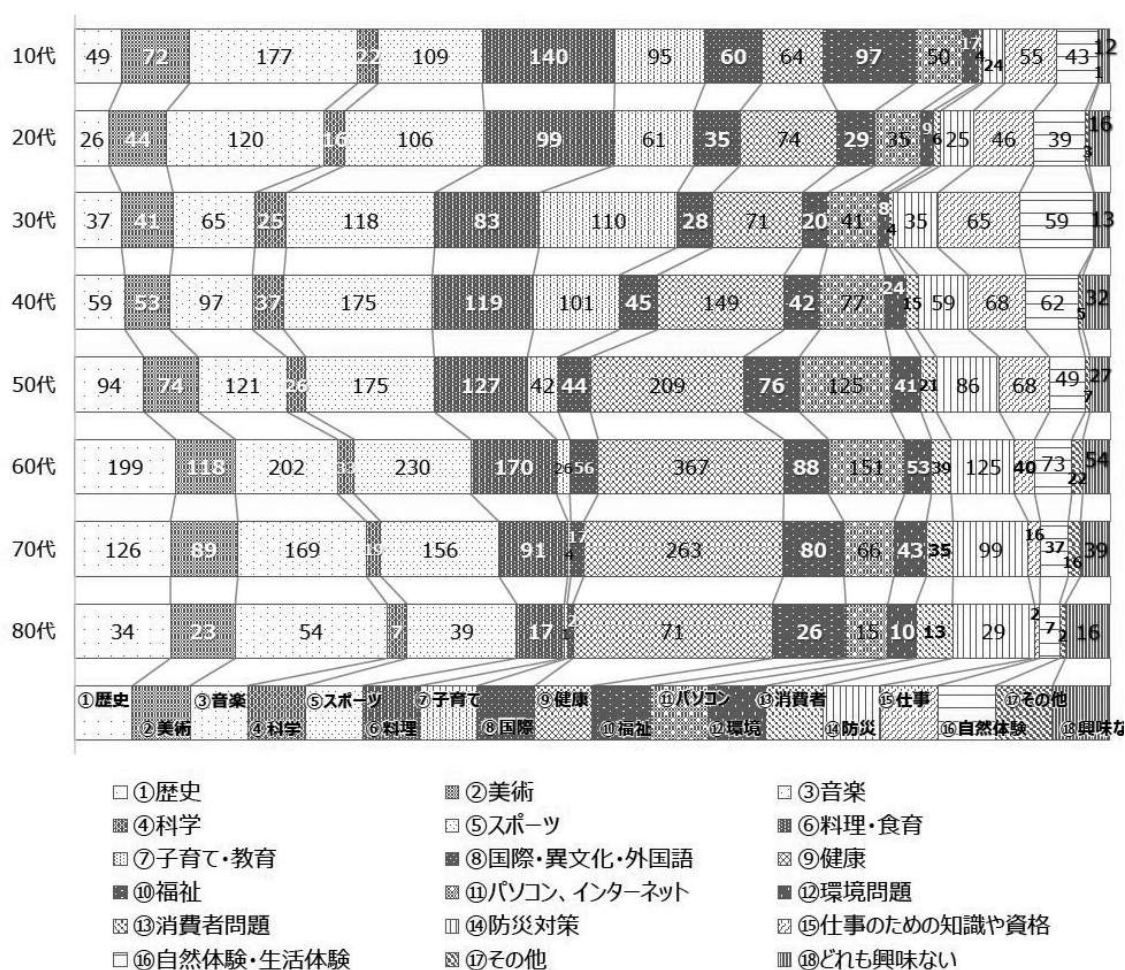 10代 49 72 177 22 109 140 95 60 64 97 50 17 4 24 55 43 1 12
20代 26 44 120 16 106 99 61 35 74 29 35 9 6 25 46 39 3 16
30代 37 41 65 25 118 83 110 28 71 20 41 8 4 35 65 59 13
40代 59 53 97 37 175 119 101 45 149 42 77 24 15 59 68 62 5 32
50代 94 74 121 26 175 127 42 44 209 76 125 41 21 86 68 49 7 27
60代 199 118 202 230 170 26 56 367 88 151 53 39 125 40 73 22 54
70代 126 89 169 19 156 91 4 17 263 80 66 43 35 99 16 37 16 39
80代 34 23 54 7 39 17 1 2 71 26 15 10 13 29 2 7 2 16
①歴史 ③音楽 ⑤スポーツ ⑦子育て ⑨健康 ⑪パソコン ⑬消費者 ⑮仕事 ⑰その他
②美術 ④科学 ⑥料理 ⑧国際 ⑩福祉 ⑫環境 ⑭防災 ⑯自然体験 ⑱興味な
①歴史 ②美術 ③音楽
④科学 ⑤スポーツ ⑥料理・食育
⑦子育て・教育 ⑧国際・異文化・外国語 ⑨健康
⑩福祉 ⑪パソコン、インターネット ⑫環境問題
⑬消費者問題 ⑭防災対策 ⑮仕事のための知識や資格
⑯自然体験・生活体験 ⑰その他 ⑱どれも興味ない